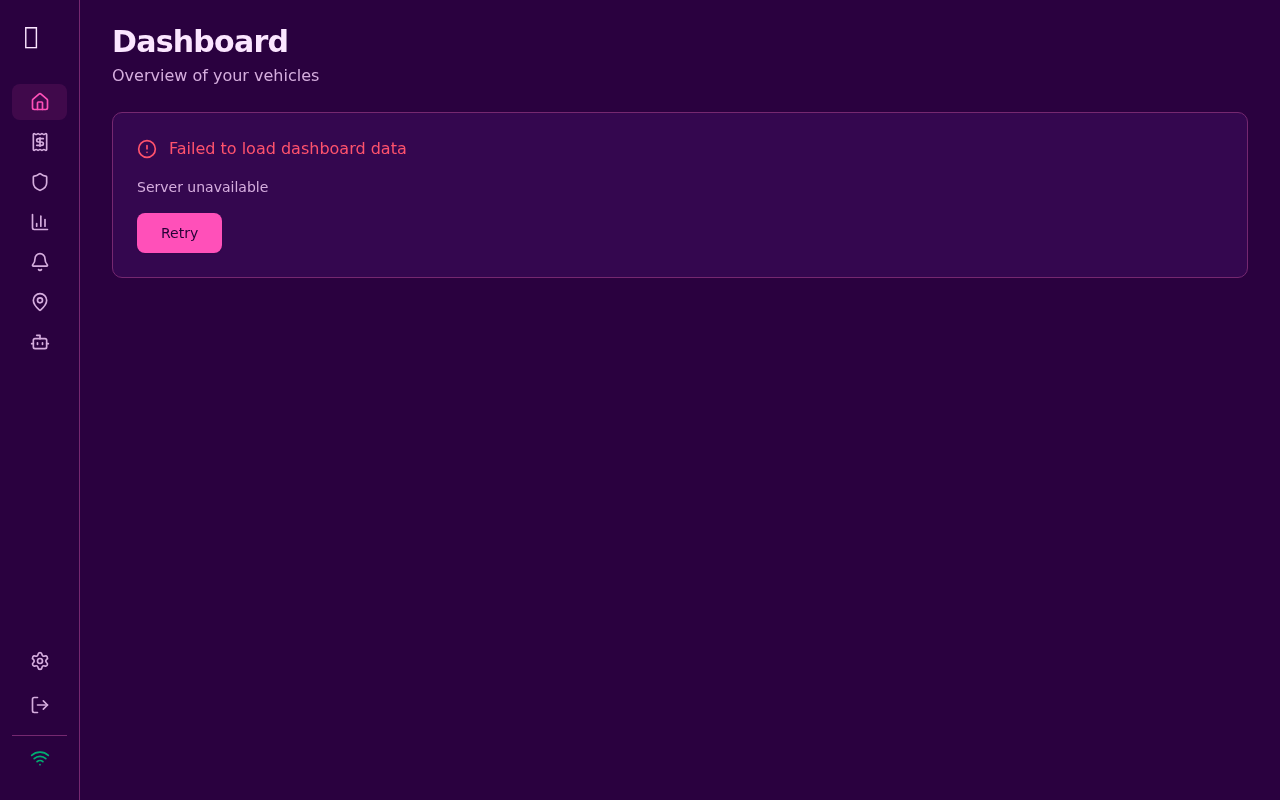 Dashboard
Overview of your vehicles
Failed to load dashboard data
Server unavailable
Retry